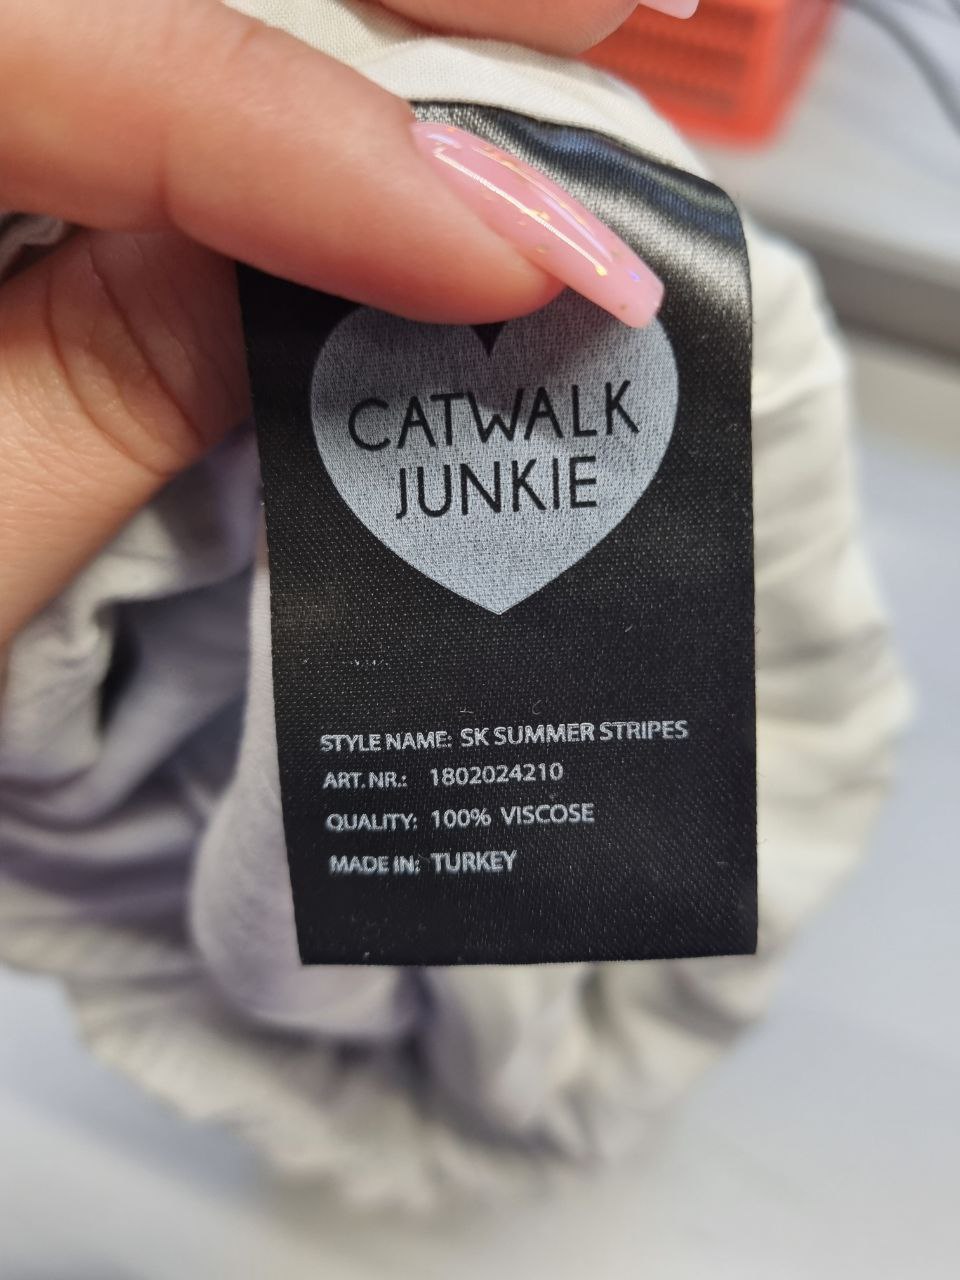 CATWALK
JUNKIE
STYLE NAME: SK SUMMER STRIPES
ART. NR.: 1802024210
QUALITY: 100% VISCOSE
MADE IN: TURKEY